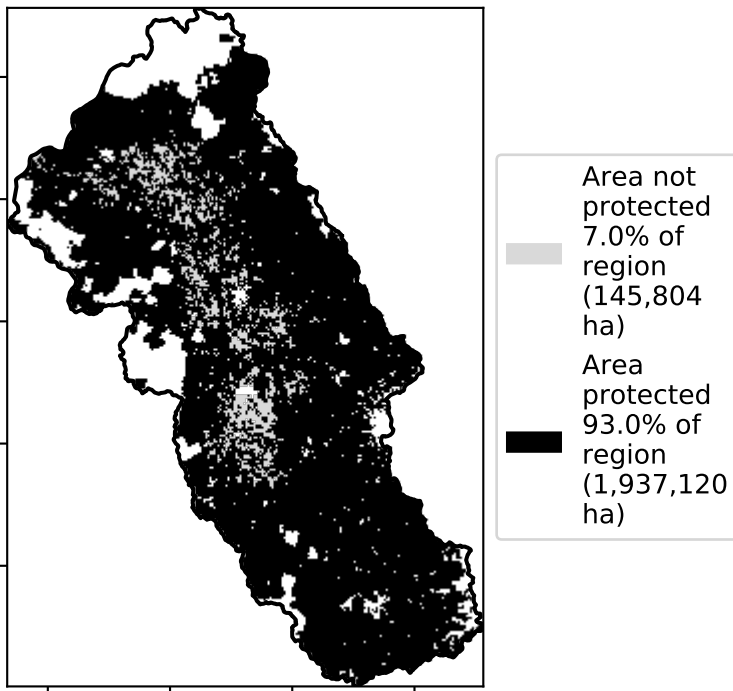 Area not
protected
7.0% of
region
(145,804
ha)
Area
protected
93.0% of
region
(1,937,120
ha)